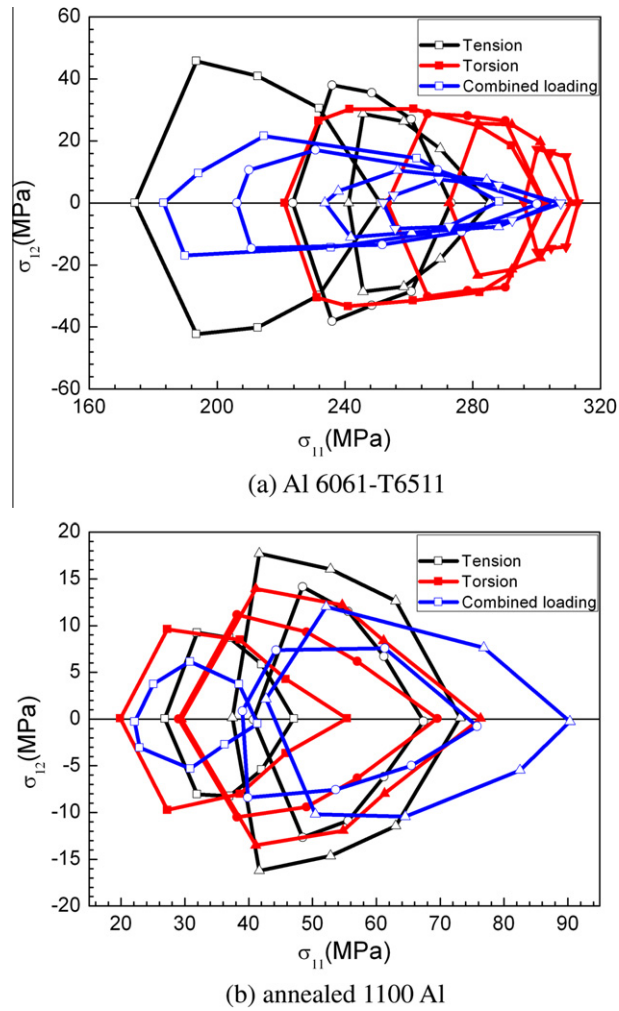 60
40
20
0
-20
-40
-60
σ12(MPa)
Tension
Torsion
Combined loading
160 200 240 280 320
σ11(MPa)
(a) Al 6061-T6511
20
15
10
5
0
-5
-10
-15
-20
σ12(MPa)
Tension
Torsion
Combined loading
20 30 40 50 60 70 80 90
σ11(MPa)
(b) annealed 1100 Al